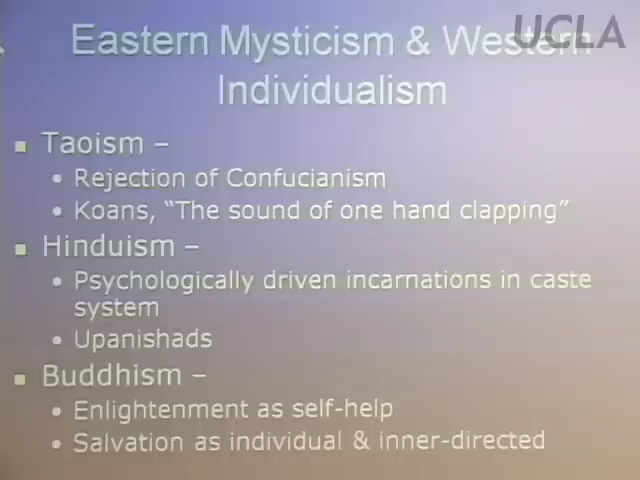 UCLA
Eastern Mysticism & Western
Individualism
Taoism –
Rejection of Confucianism
Koans, “The sound of one hand clapping”
Hinduism –
Psychologically driven incarnations in caste
system
Upanishads
Buddhism –
Enlightenment as self-help
Salvation as individual & inner-directed